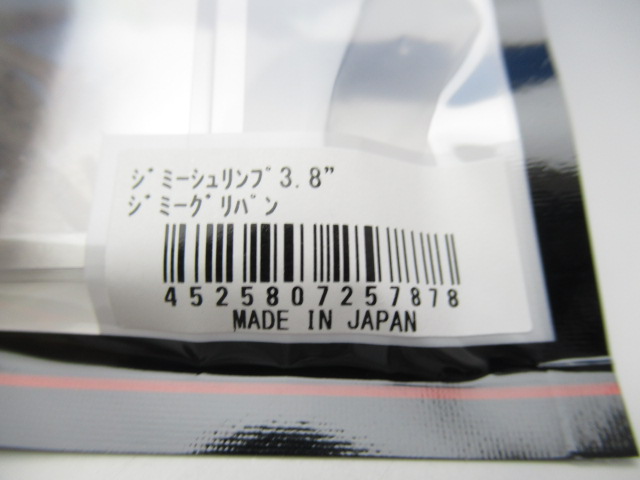 ｼﾞﾐｰｼｭﾘﾝﾌﾟ3.8”
ｼﾞﾐｰｸﾞﾘﾊﾟﾝ
4525807257878
MADE IN JAPAN